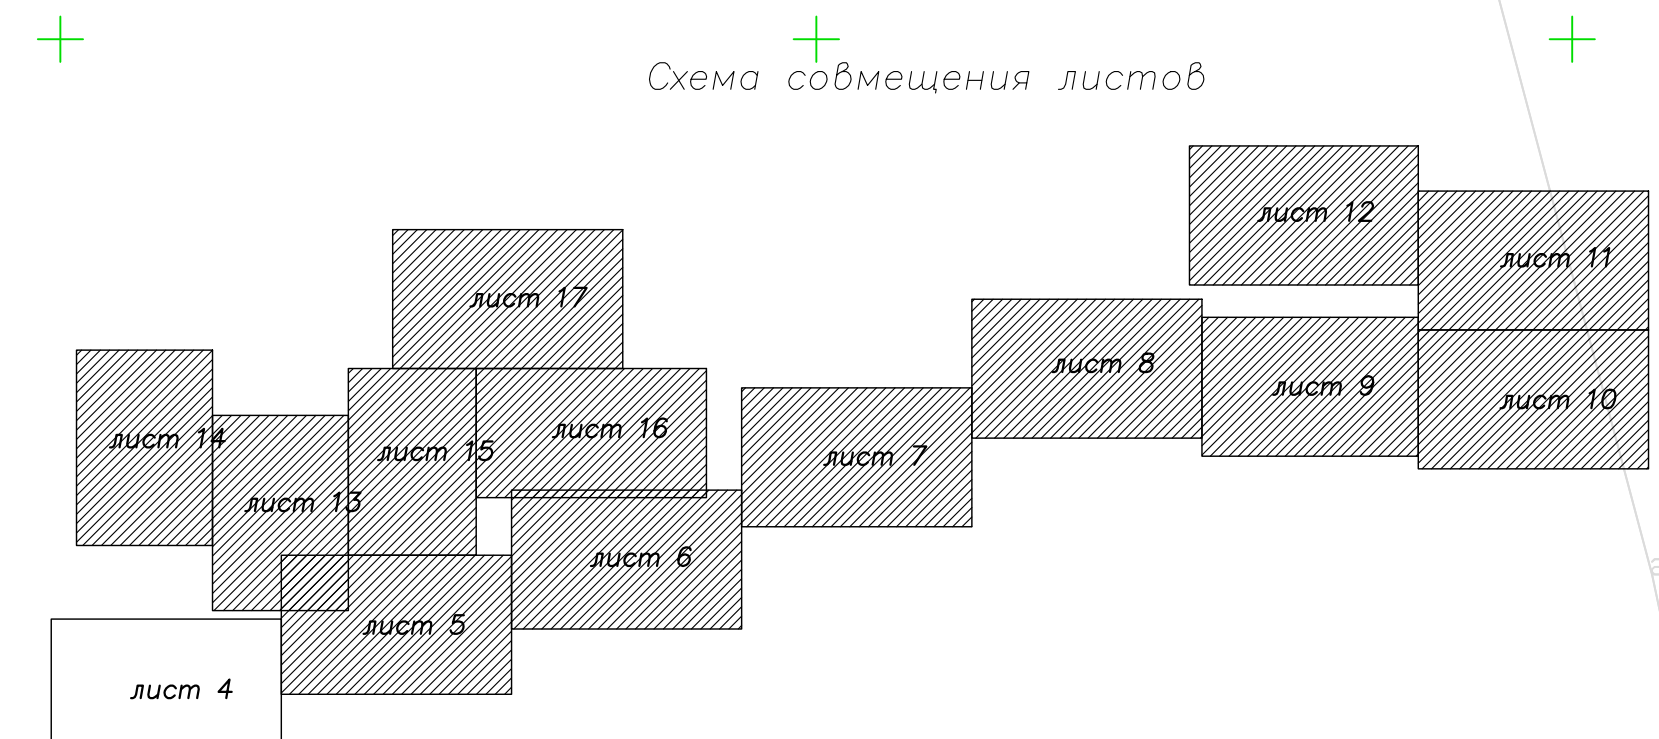 Схема совмещения листов
лист 12
лист 11
лист 17
лист 8
лист 9
лист 10
лист 14
лист 16
лист 15
лист 7
лист 13
лист 6
лист 5
лист 4